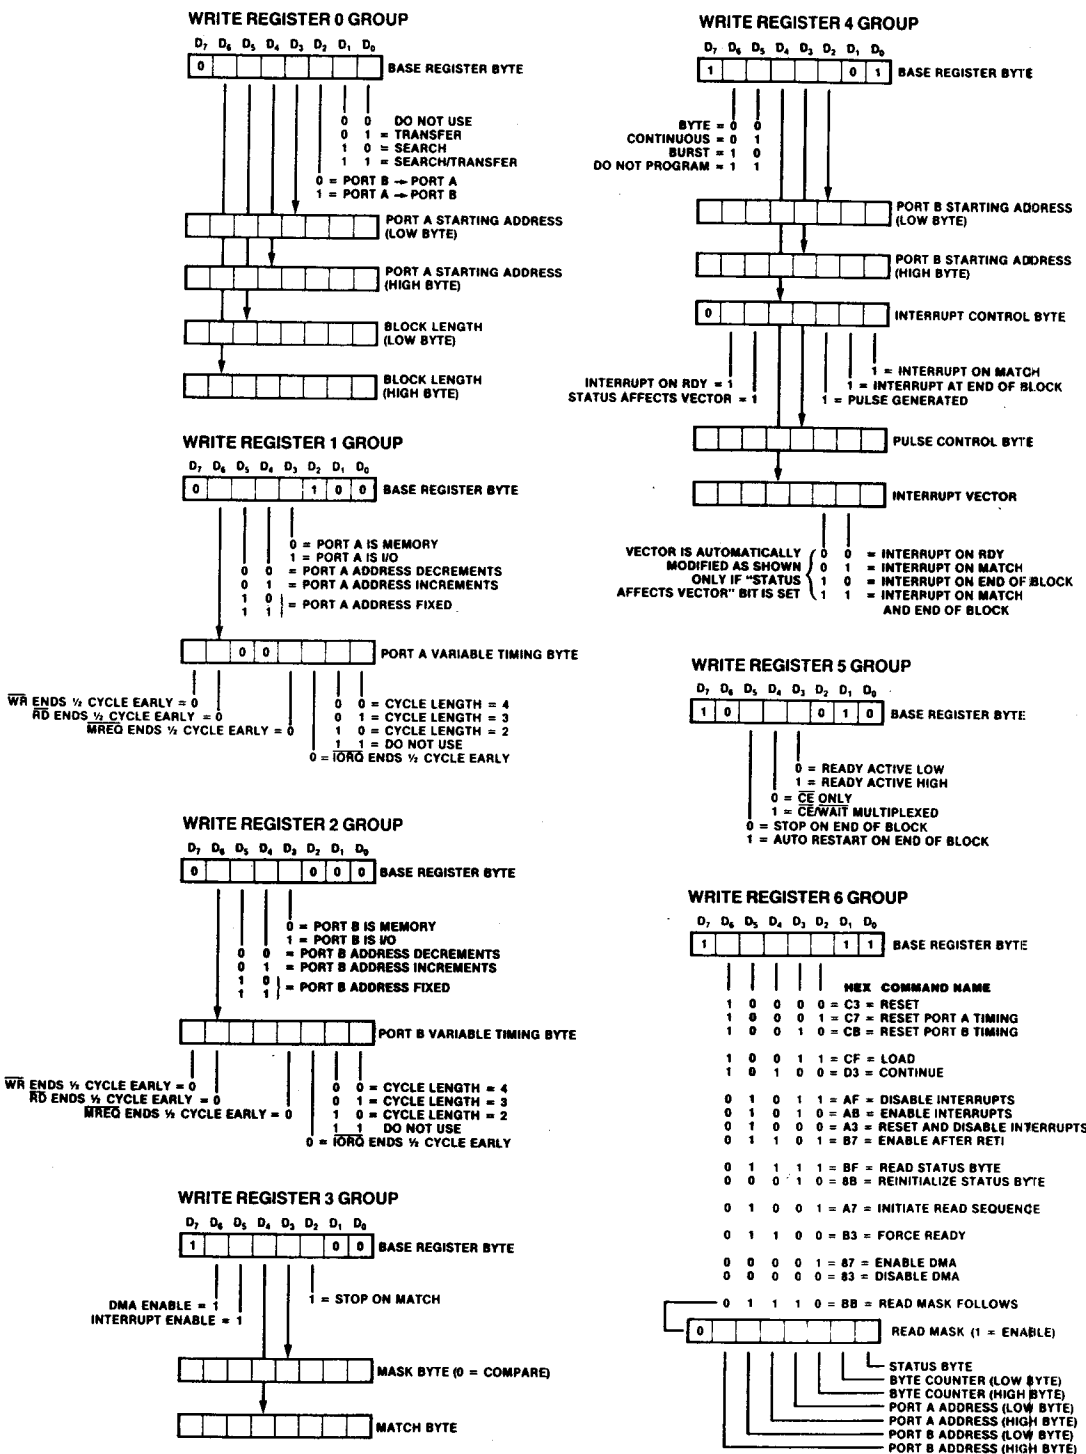 WRITE REGISTER 0 GROUP
D7 D6 D5 D4 D3 D2 D1 D0
0 BASE REGISTER BYTE
0 0 DO NOT USE
0 1 = TRANSFER
1 0 = SEARCH
1 1 = SEARCH/TRANSFER
0 = PORT B → PORT A
1 = PORT A → PORT B
PORT A STARTING ADDRESS
(LOW BYTE)
PORT A STARTING ADDRESS
(HIGH BYTE)
BLOCK LENGTH
(LOW BYTE)
BLOCK LENGTH
(HIGH BYTE)
WRITE REGISTER 1 GROUP
D7 D6 D5 D4 D3 D2 D1 D0
0 1 0 0 BASE REGISTER BYTE
0 = PORT A IS MEMORY
1 = PORT A IS I/O
0 0 = PORT A ADDRESS DECREMENTS
0 1 = PORT A ADDRESS INCREMENTS
1 0
1 1 } = PORT A ADDRESS FIXED
0 0 PORT A VARIABLE TIMING BYTE
WR ENDS ½ CYCLE EARLY = 0
RD ENDS ½ CYCLE EARLY = 0
MREQ ENDS ½ CYCLE EARLY = 0
0 0 = CYCLE LENGTH = 4
0 1 = CYCLE LENGTH = 3
1 0 = CYCLE LENGTH = 2
1 1 = DO NOT USE
0 = IORQ ENDS ½ CYCLE EARLY
WRITE REGISTER 2 GROUP
D7 D6 D5 D4 D3 D2 D1 D0
0 0 0 0 BASE REGISTER BYTE
0 = PORT B IS MEMORY
1 = PORT B IS I/O
0 0 = PORT B ADDRESS DECREMENTS
0 1 = PORT B ADDRESS INCREMENTS
1 0
1 1 } = PORT B ADDRESS FIXED
PORT B VARIABLE TIMING BYTE
WR ENDS ½ CYCLE EARLY = 0
RD ENDS ½ CYCLE EARLY = 0
MREQ ENDS ½ CYCLE EARLY = 0
0 0 = CYCLE LENGTH = 4
0 1 = CYCLE LENGTH = 3
1 0 = CYCLE LENGTH = 2
1 1 DO NOT USE
0 = IORQ ENDS ½ CYCLE EARLY
WRITE REGISTER 3 GROUP
D7 D6 D5 D4 D3 D2 D1 D0
1 0 0 BASE REGISTER BYTE
DMA ENABLE = 1
INTERRUPT ENABLE = 1
1 = STOP ON MATCH
MASK BYTE (0 = COMPARE)
MATCH BYTE
WRITE REGISTER 4 GROUP
D7 D6 D5 D4 D3 D2 D1 D0
1 0 1 BASE REGISTER BYTE
BYTE = 0 0
CONTINUOUS = 0 1
BURST = 1 0
DO NOT PROGRAM = 1 1
PORT B STARTING ADDRESS
(LOW BYTE)
PORT B STARTING ADDRESS
(HIGH BYTE)
0 INTERRUPT CONTROL BYTE
INTERRUPT ON RDY = 1
STATUS AFFECTS VECTOR = 1
1 = INTERRUPT ON MATCH
1 = INTERRUPT AT END OF BLOCK
1 = PULSE GENERATED
PULSE CONTROL BYTE
INTERRUPT VECTOR
VECTOR IS AUTOMATICALLY
MODIFIED AS SHOWN
ONLY IF "STATUS
AFFECTS VECTOR" BIT IS SET
0 0 = INTERRUPT ON RDY
0 1 = INTERRUPT ON MATCH
1 0 = INTERRUPT ON END OF BLOCK
1 1 = INTERRUPT ON MATCH
AND END OF BLOCK
WRITE REGISTER 5 GROUP
D7 D6 D5 D4 D3 D2 D1 D0
1 0 0 1 0 BASE REGISTER BYTE
0 = READY ACTIVE LOW
1 = READY ACTIVE HIGH
0 = CE ONLY
1 = CE/WAIT MULTIPLEXED
0 = STOP ON END OF BLOCK
1 = AUTO RESTART ON END OF BLOCK
WRITE REGISTER 6 GROUP
D7 D6 D5 D4 D3 D2 D1 D0
1 1 1 BASE REGISTER BYTE
HEX COMMAND NAME
1 0 0 0 0 = C3 = RESET
1 0 0 0 1 = C7 = RESET PORT A TIMING
1 0 0 1 0 = CB = RESET PORT B TIMING
1 0 0 1 1 = CF = LOAD
1 0 1 0 0 = D3 = CONTINUE
0 1 0 1 1 = AF = DISABLE INTERRUPTS
0 1 0 1 0 = AB = ENABLE INTERRUPTS
0 1 0 0 0 = A3 = RESET AND DISABLE INTERRUPTS
0 1 1 0 1 = B7 = ENABLE AFTER RETI
0 1 1 1 1 = BF = READ STATUS BYTE
0 0 0 1 0 = 8B = REINITIALIZE STATUS BYTE
0 1 0 0 1 = A7 = INITIATE READ SEQUENCE
0 1 1 0 0 = B3 = FORCE READY
0 0 0 0 1 = 87 = ENABLE DMA
0 0 0 0 0 = 83 = DISABLE DMA
0 1 1 1 0 = BB = READ MASK FOLLOWS
0 READ MASK (1 = ENABLE)
STATUS BYTE
BYTE COUNTER (LOW BYTE)
BYTE COUNTER (HIGH BYTE)
PORT A ADDRESS (LOW BYTE)
PORT A ADDRESS (HIGH BYTE)
PORT B ADDRESS (LOW BYTE)
PORT B ADDRESS (HIGH BYTE)